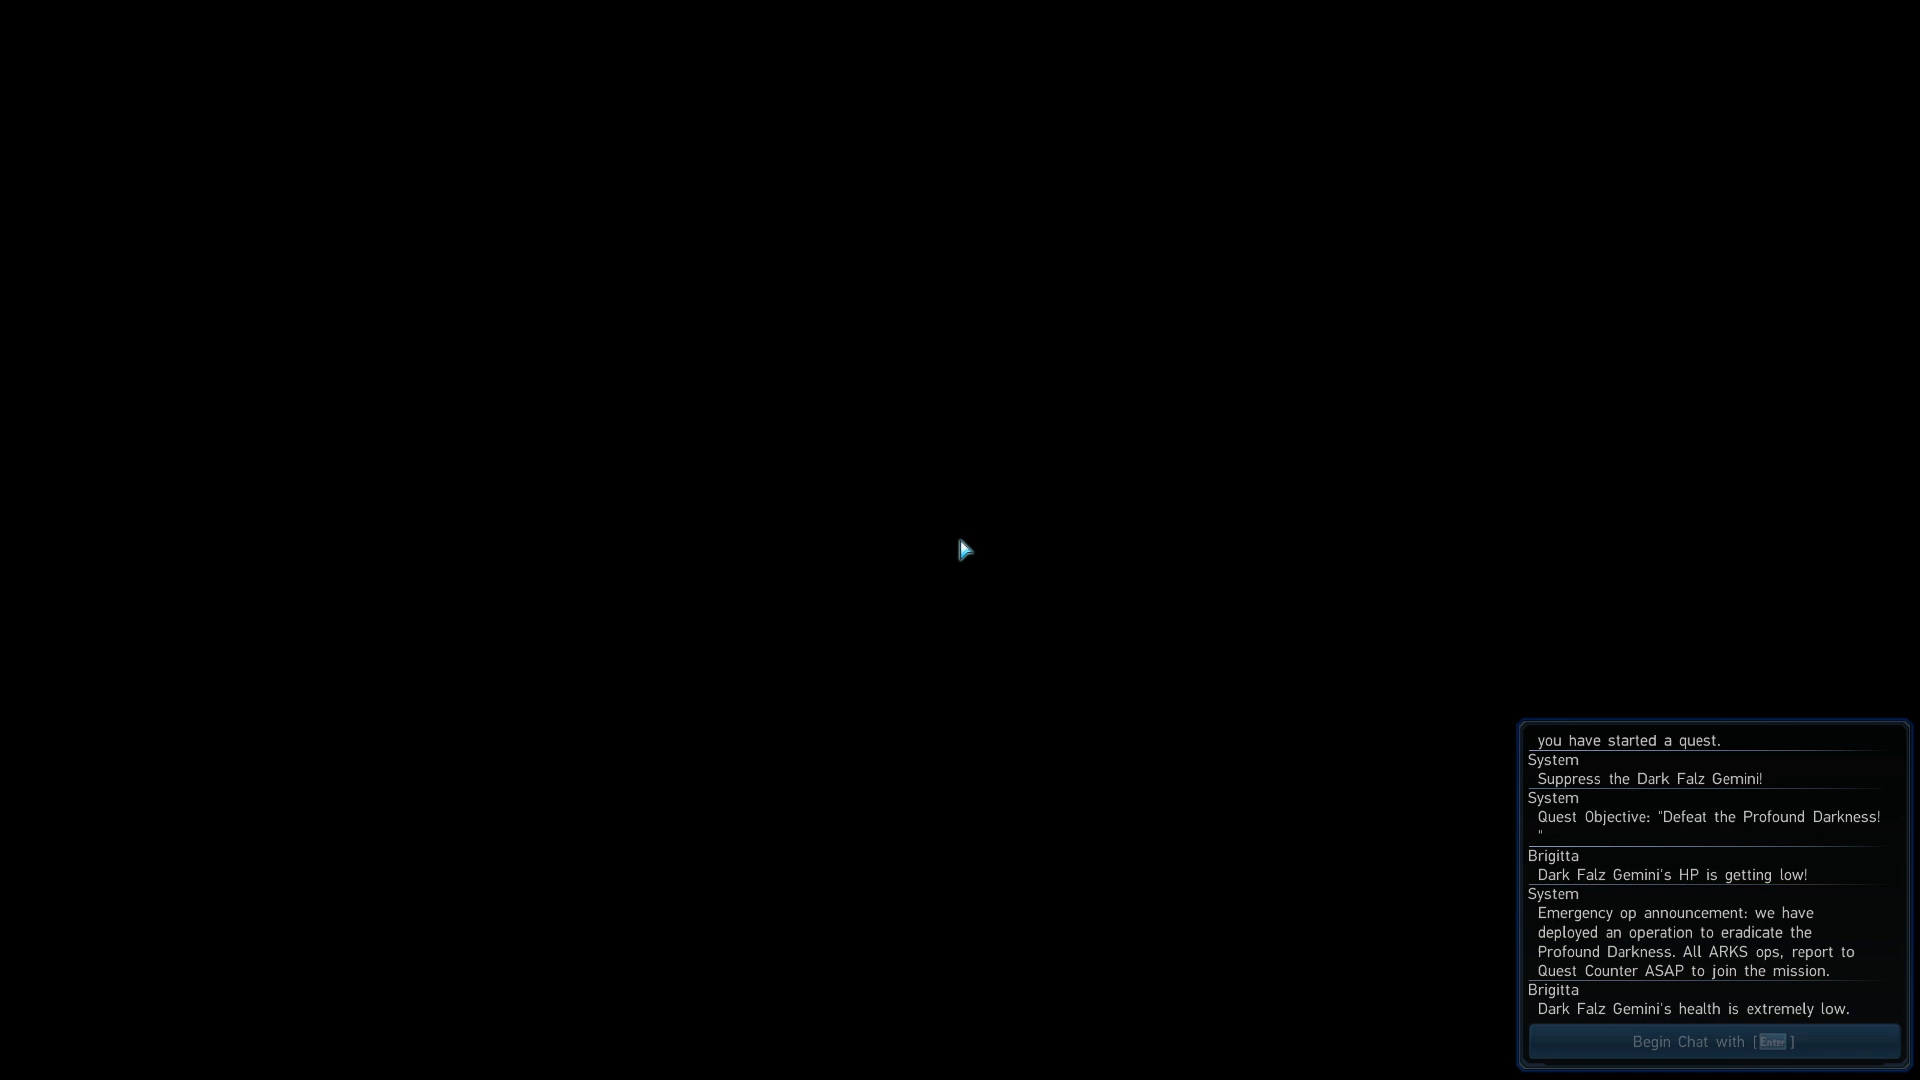 you have started a quest.
System
Suppress the Dark Falz Gemini!
System
Quest Objective: "Defeat the Profound Darkness!
"
Brigitta
Dark Falz Gemini's HP is getting low!
System
Emergency op announcement: we have
deployed an operation to eradicate the
Profound Darkness. All ARKS ops, report to
Quest Counter ASAP to join the mission.
Brigitta
Dark Falz Gemini's health is extremely low.
Begin Chat with [Enter]